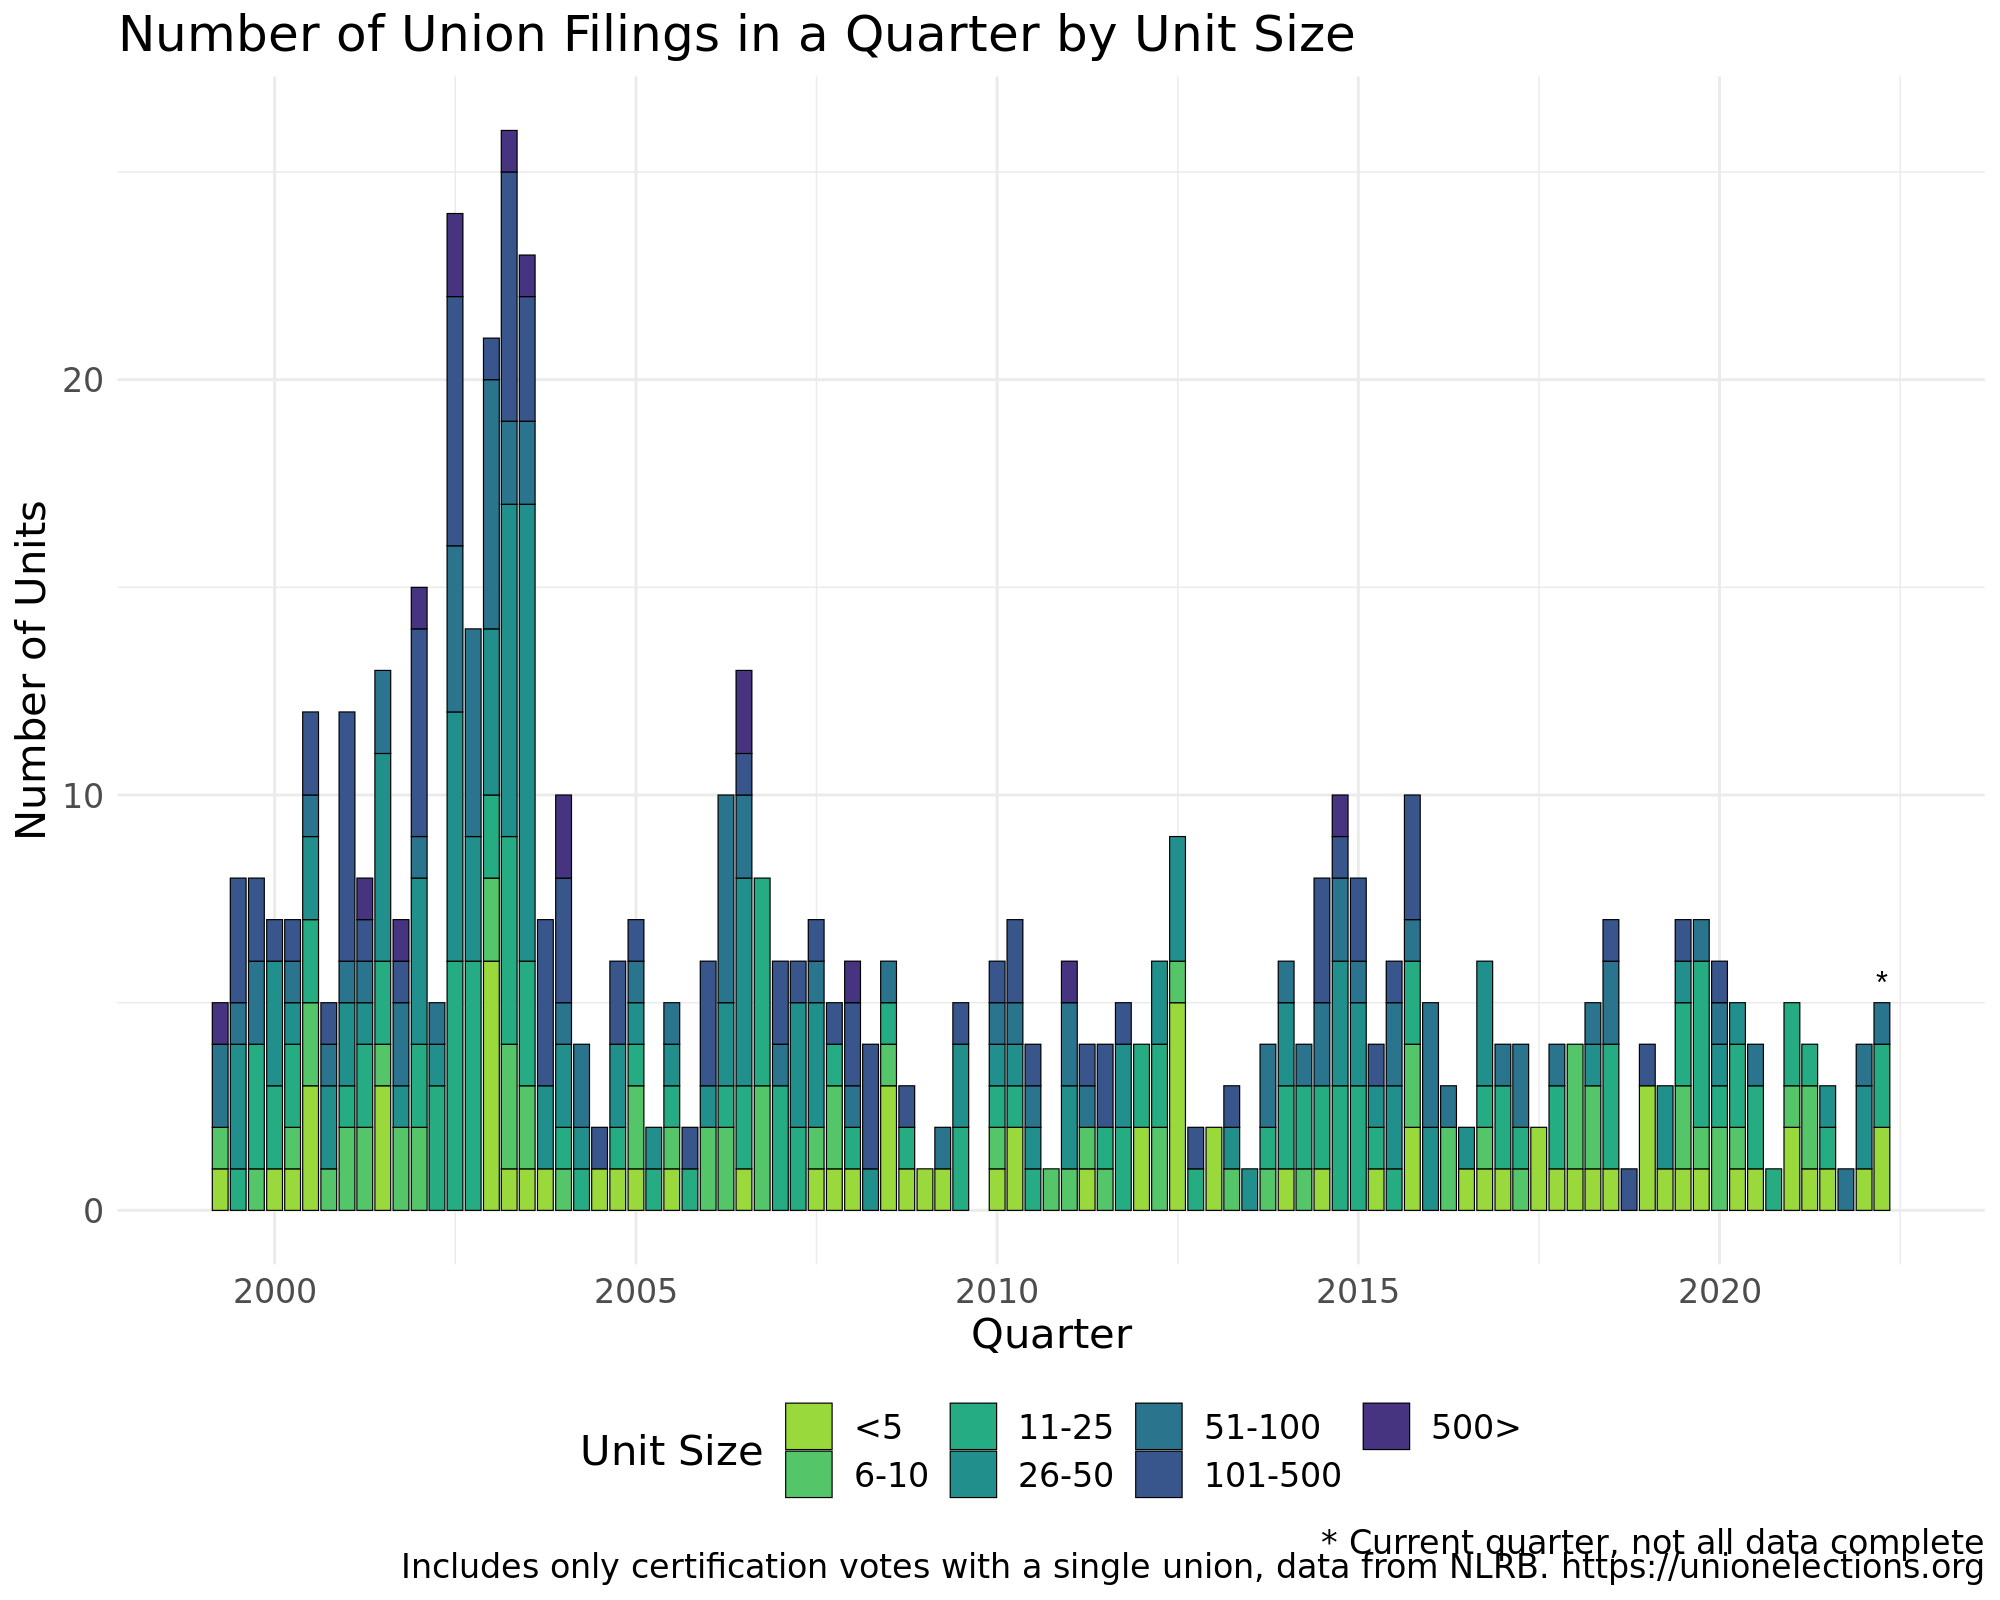 Number of Union Filings in a Quarter by Unit Size
Number of Units
20
10
0
*
2000 2005 2010 2015 2020
Quarter
Unit Size
<5 11-25 51-100 500>
6-10 26-50 101-500
* Current quarter, not all data complete
Includes only certification votes with a single union, data from NLRB. https://unionelections.org